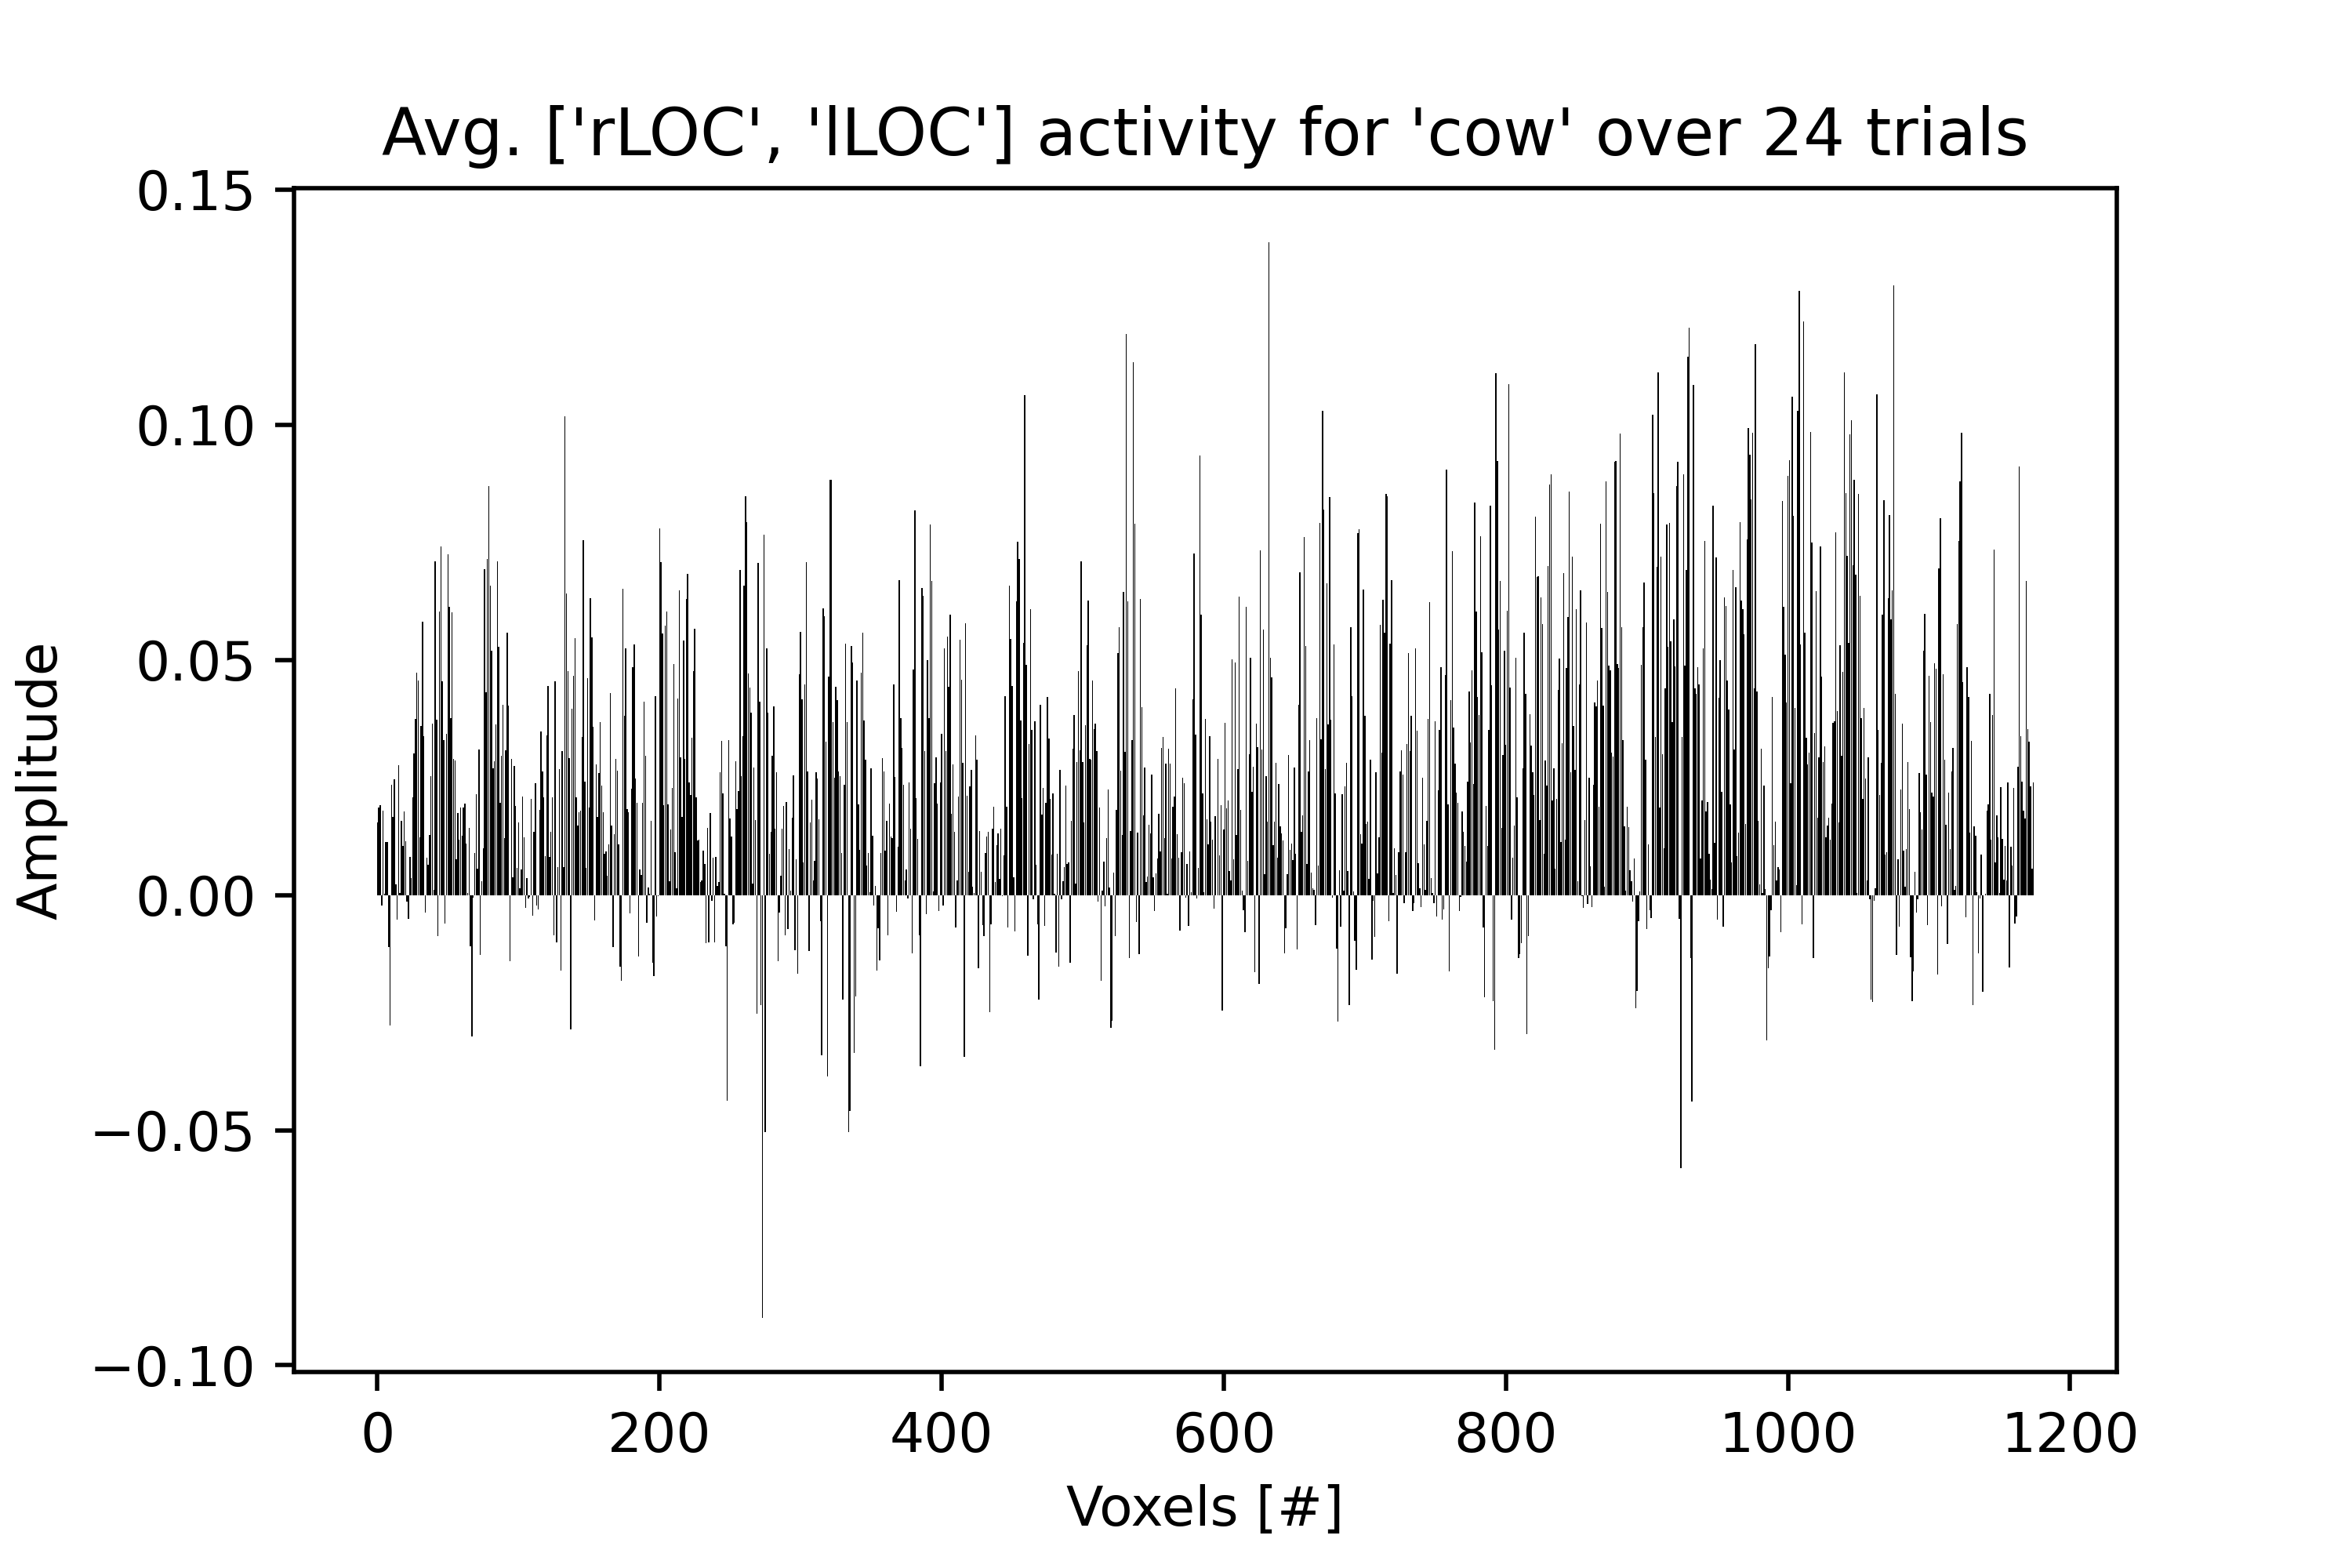 Avg. ['rLOC', 'lLOC'] activity for 'cow' over 24 trials
0.15
0.10
0.05
0.00
−0.05
−0.10
Amplitude
0 200 400 600 800 1000 1200
Voxels [#]